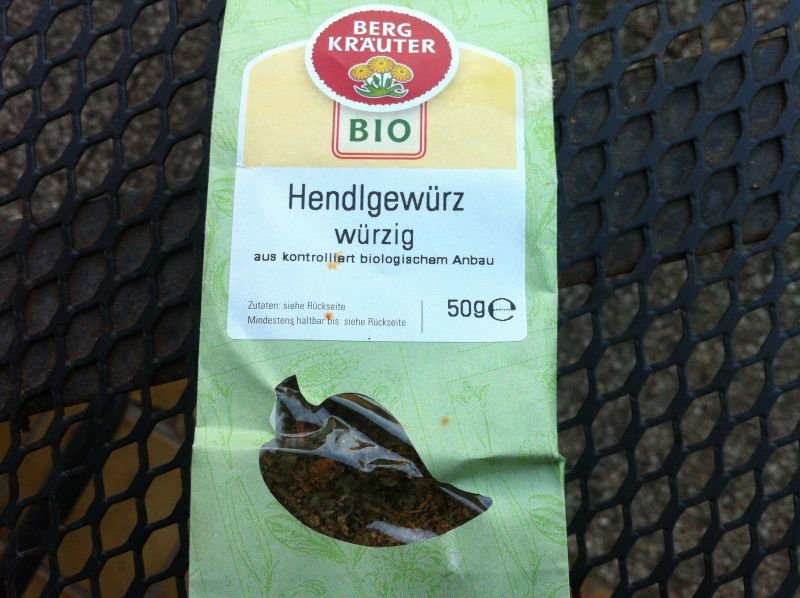 BERG
KRÄUTER
BIO
Hendlgewürz
würzig
aus kontrolliert biologischem Anbau
Zutaten: siehe Rückseite
Mindestens haltbar bis: siehe Rückseite
50g℮